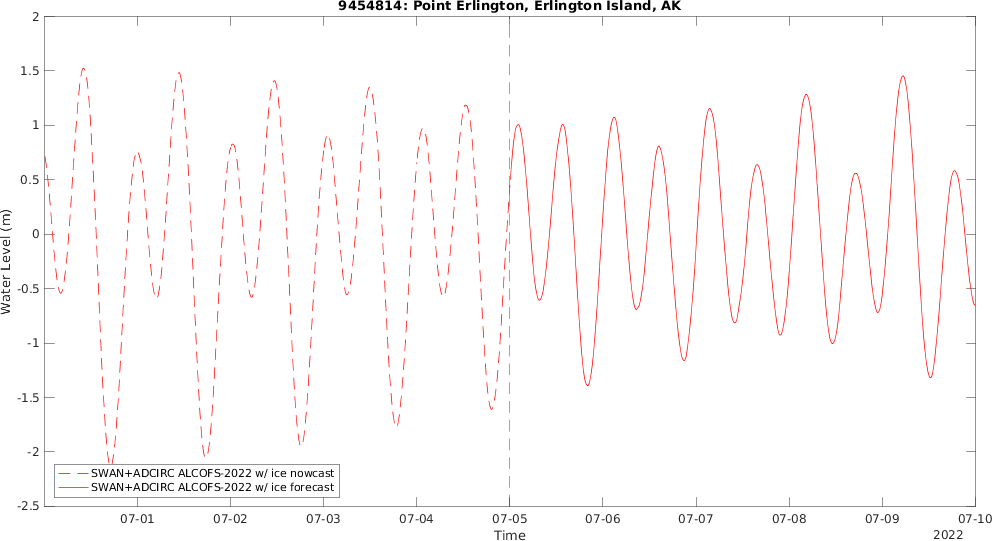 9454814: Point Erlington, Erlington Island, AK
2
1.5
1
0.5
0
-0.5
-1
-1.5
-2
-2.5
Water Level (m)
SWAN+ADCIRC ALCOFS-2022 w/ ice nowcast
SWAN+ADCIRC ALCOFS-2022 w/ ice forecast
07-01 07-02 07-03 07-04 07-05 07-06 07-07 07-08 07-09 07-10
Time
2022